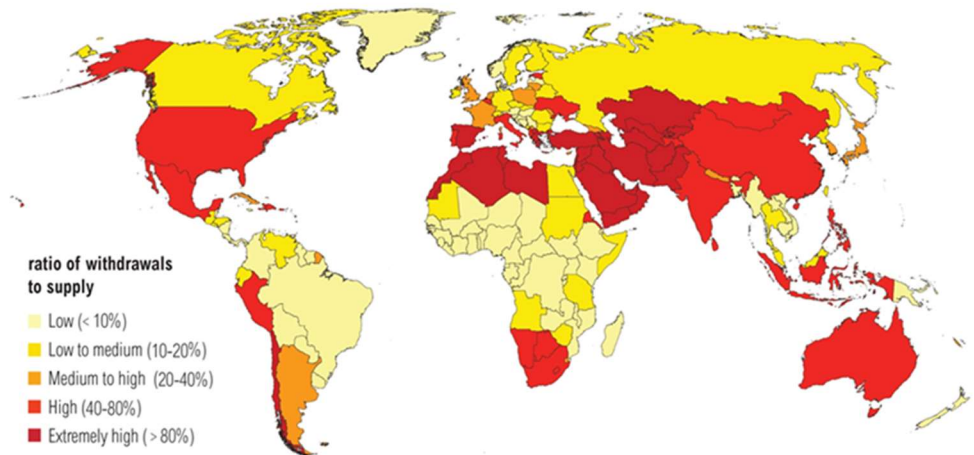 ratio of withdrawals
to supply
Low (< 10%)
Low to medium (10-20%)
Medium to high (20-40%)
High (40-80%)
Extremely high (> 80%)